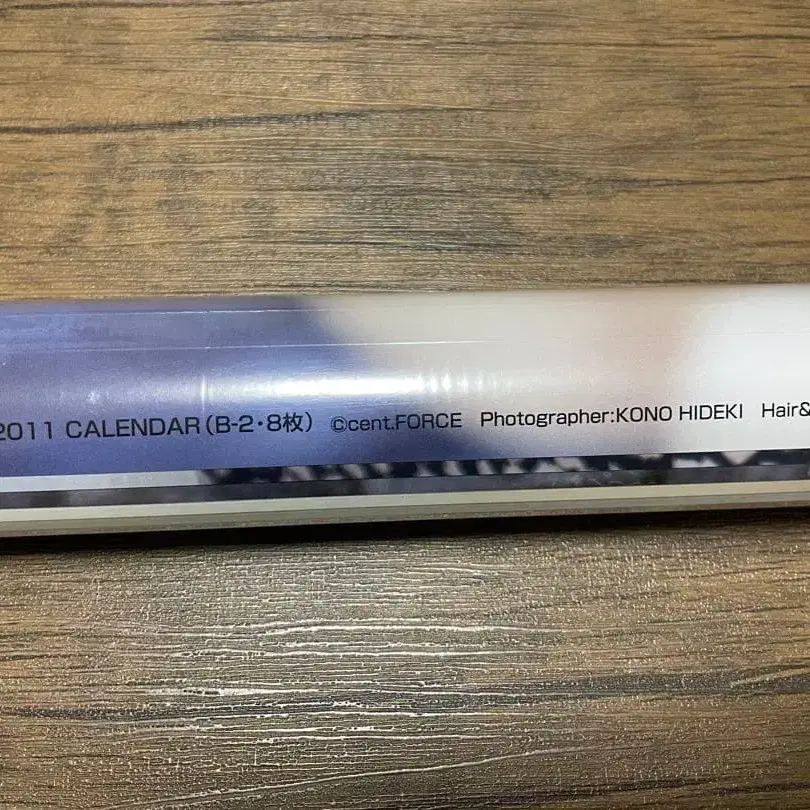 2011 CALENDAR(B-2・8枚) ©cent.FORCE Photographer:KONO HIDEKI Hair&